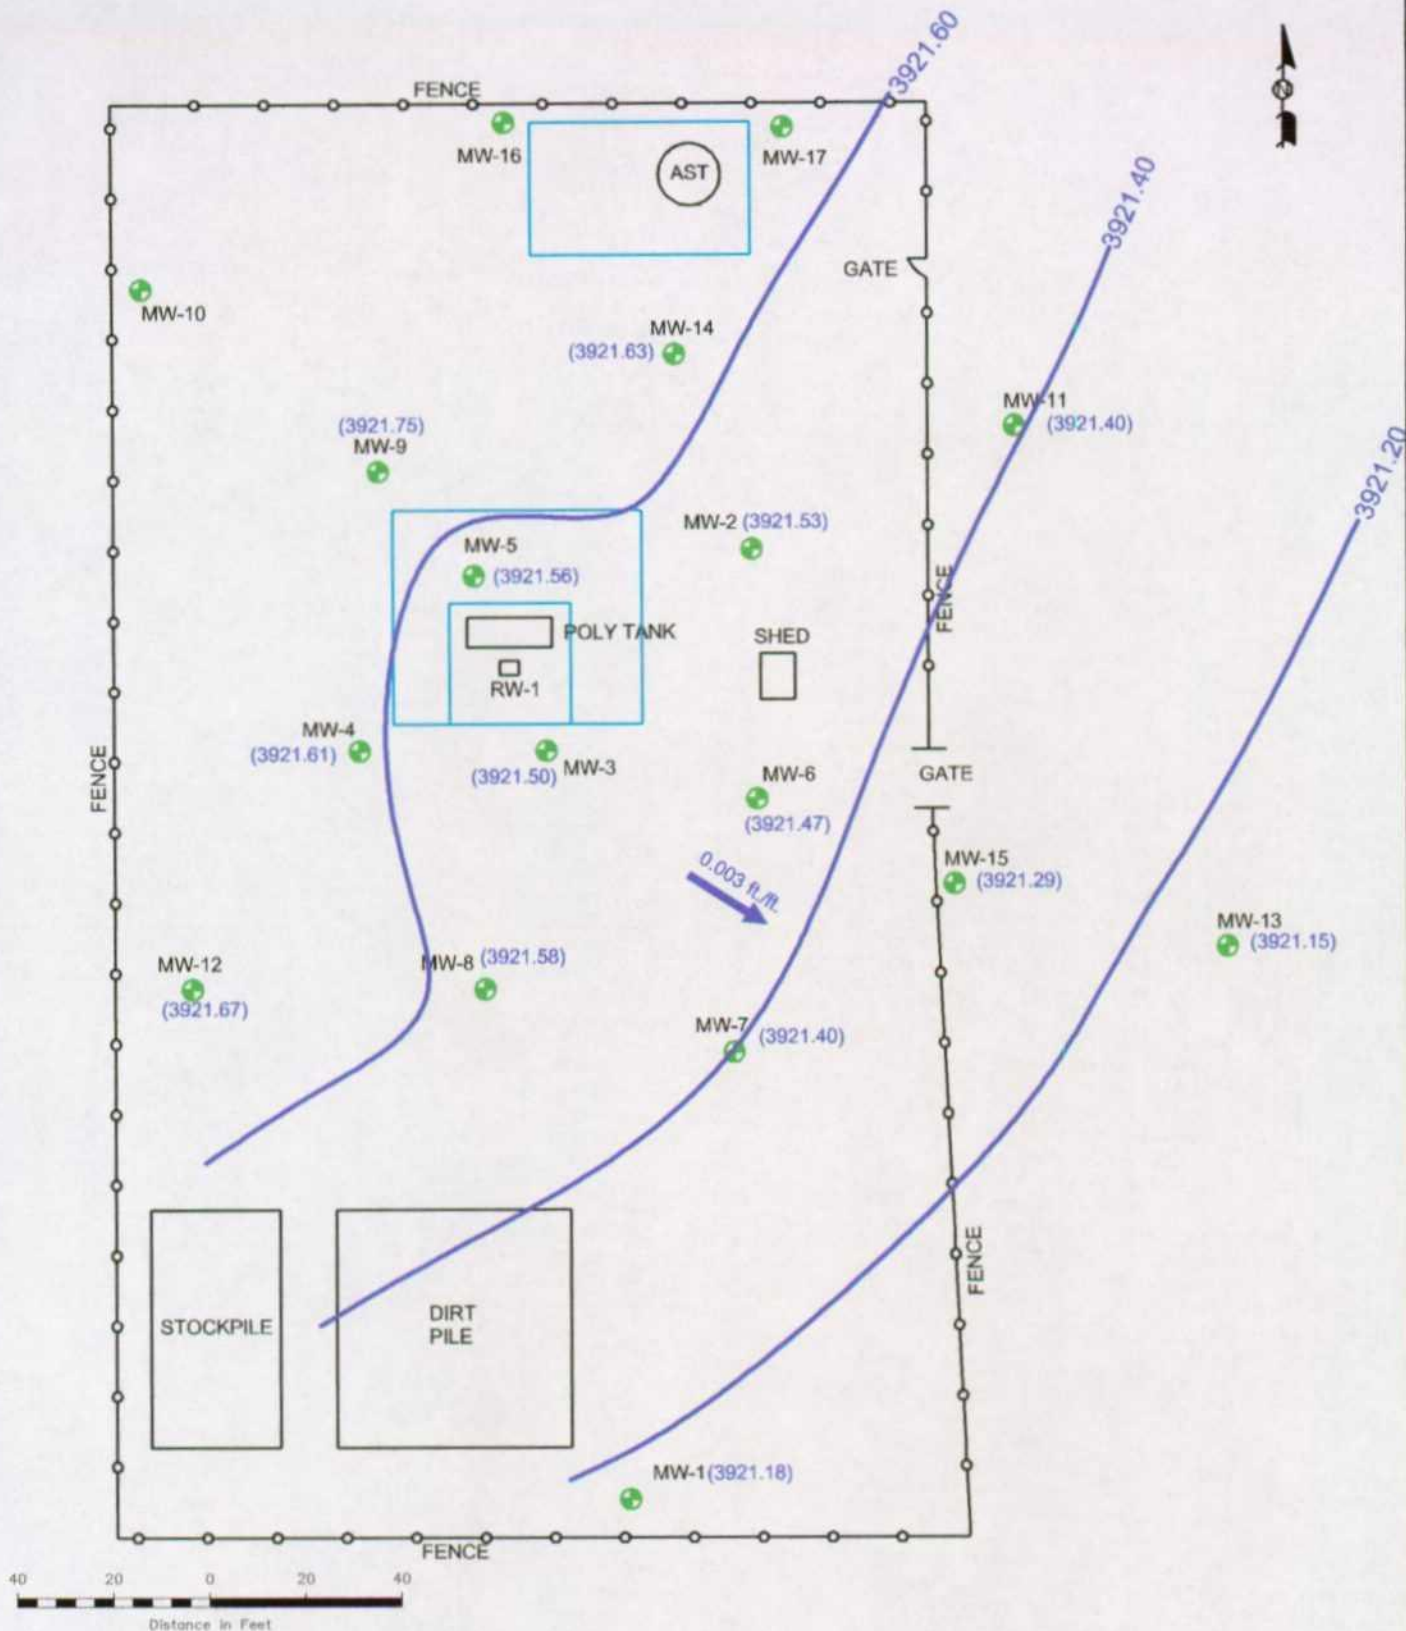 3921.60
FENCE
MW-16
AST
MW-17
N
3921.40
GATE
MW-10
MW-14
(3921.63)
MW-11
(3921.40)
(3921.75)
MW-9
3921.20
MW-2 (3921.53)
MW-5
(3921.56)
FENCE
POLY TANK
SHED
RW-1
MW-4
(3921.61)
MW-3
(3921.50)
FENCE
GATE
MW-6
(3921.47)
0.003 ft./ft.
MW-15
(3921.29)
MW-13
(3921.15)
MW-12
(3921.67)
MW-8 (3921.58)
MW-7 (3921.40)
FENCE
STOCKPILE
DIRT
PILE
MW-1 (3921.18)
FENCE
40 20 0 20 40
Distance in Feet